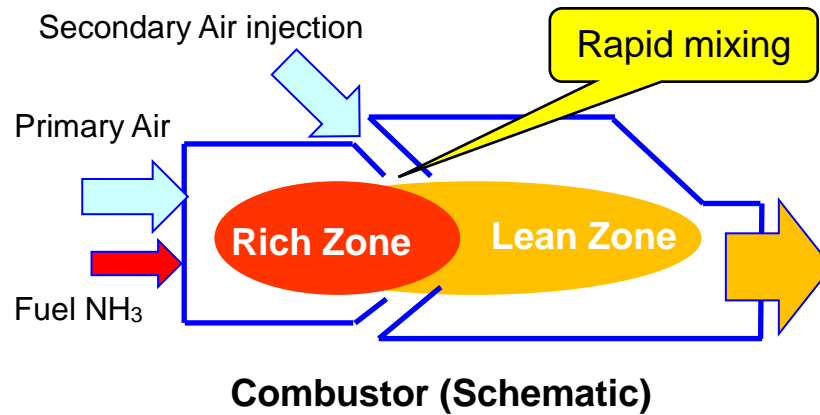 Secondary Air injection
Rapid mixing
Primary Air
Rich Zone
Lean Zone
Fuel NH₃
Combustor (Schematic)